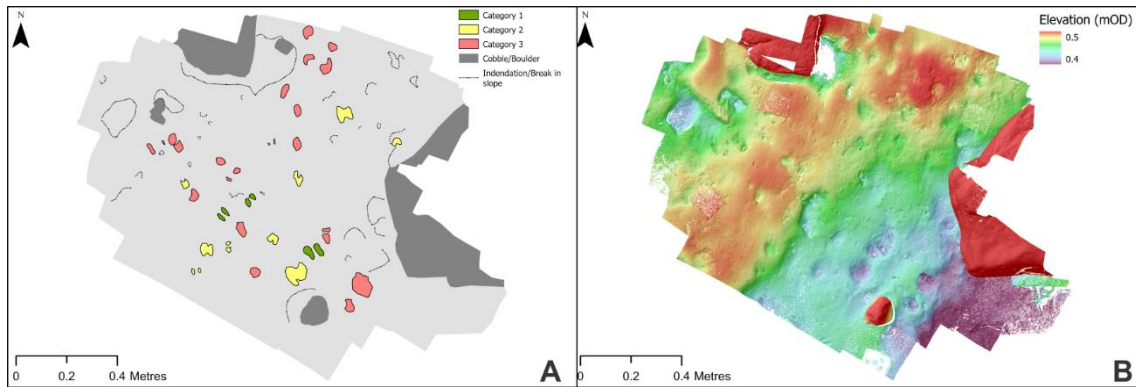 Category 1
Category 2
Category 3
Cobble/Boulder
Indendation/Break in
slope
0 0.2 0.4 Metres
A
Elevation (mOD)
0.5
0.4
0 0.2 0.4 Metres
B